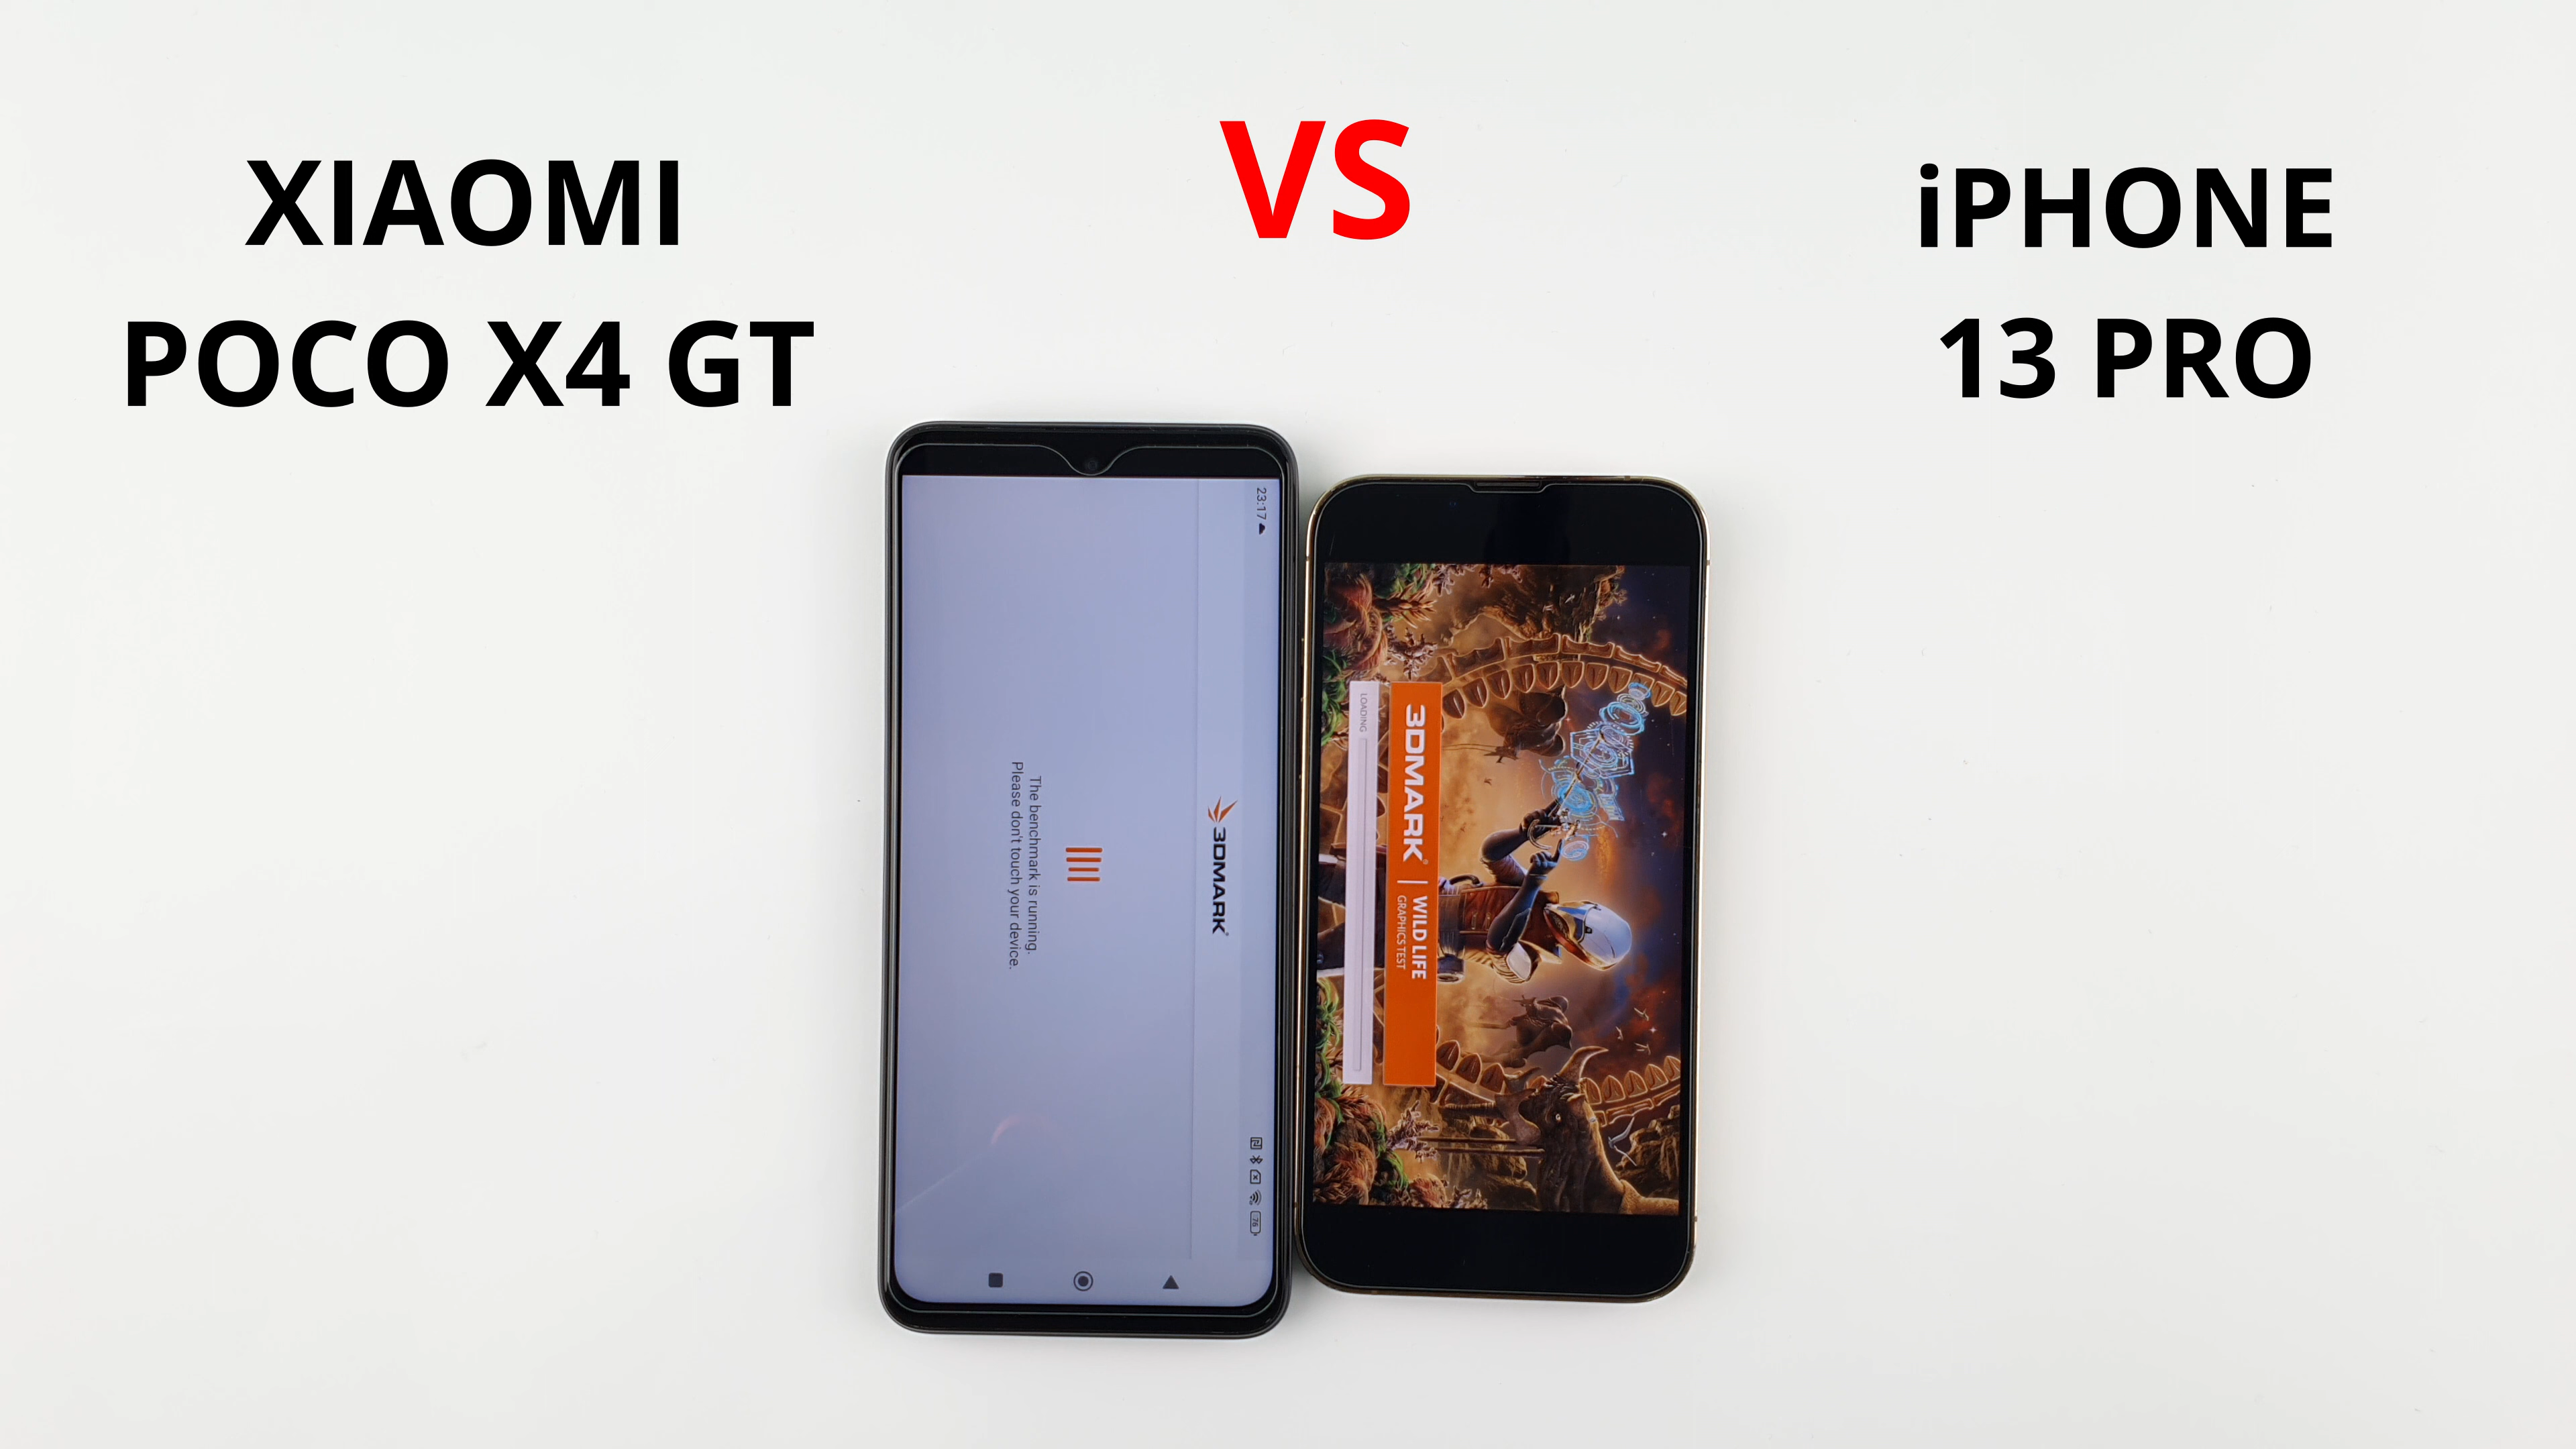 XIAOMI
POCO X4 GT
VS
iPHONE
13 PRO
23:17
3DMARK
The benchmark is running.
Please don't touch your device.
76
3DMARK® | WILD LIFE
GRAPHICS TEST
LOADING